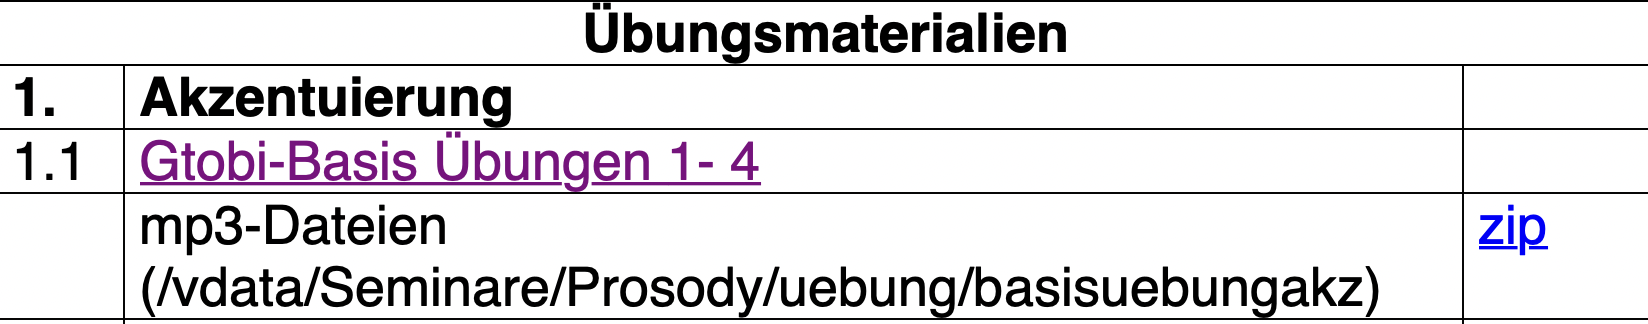 Übungsmaterialien
1. Akzentuierung
1.1 Gtobi-Basis Übungen 1- 4
mp3-Dateien zip
(/vdata/Seminare/Prosody/uebung/basisuebungakz)